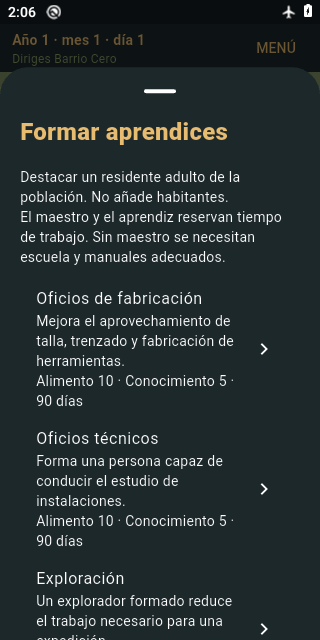 2:06
Año 1 · mes 1 · día 1
Diriges Barrio Cero
MENÚ
Formar aprendices
Destacar un residente adulto de la
población. No añade habitantes.
El maestro y el aprendiz reservan tiempo
de trabajo. Sin maestro se necesitan
escuela y manuales adecuados.
Oficios de fabricación
Mejora el aprovechamiento de
talla, trenzado y fabricación de
herramientas.
Alimento 10 · Conocimiento 5 ·
90 días
Oficios técnicos
Forma una persona capaz de
conducir el estudio de
instalaciones.
Alimento 10 · Conocimiento 5 ·
90 días
Exploración
Un explorador formado reduce
el trabajo necesario para una
expedición.